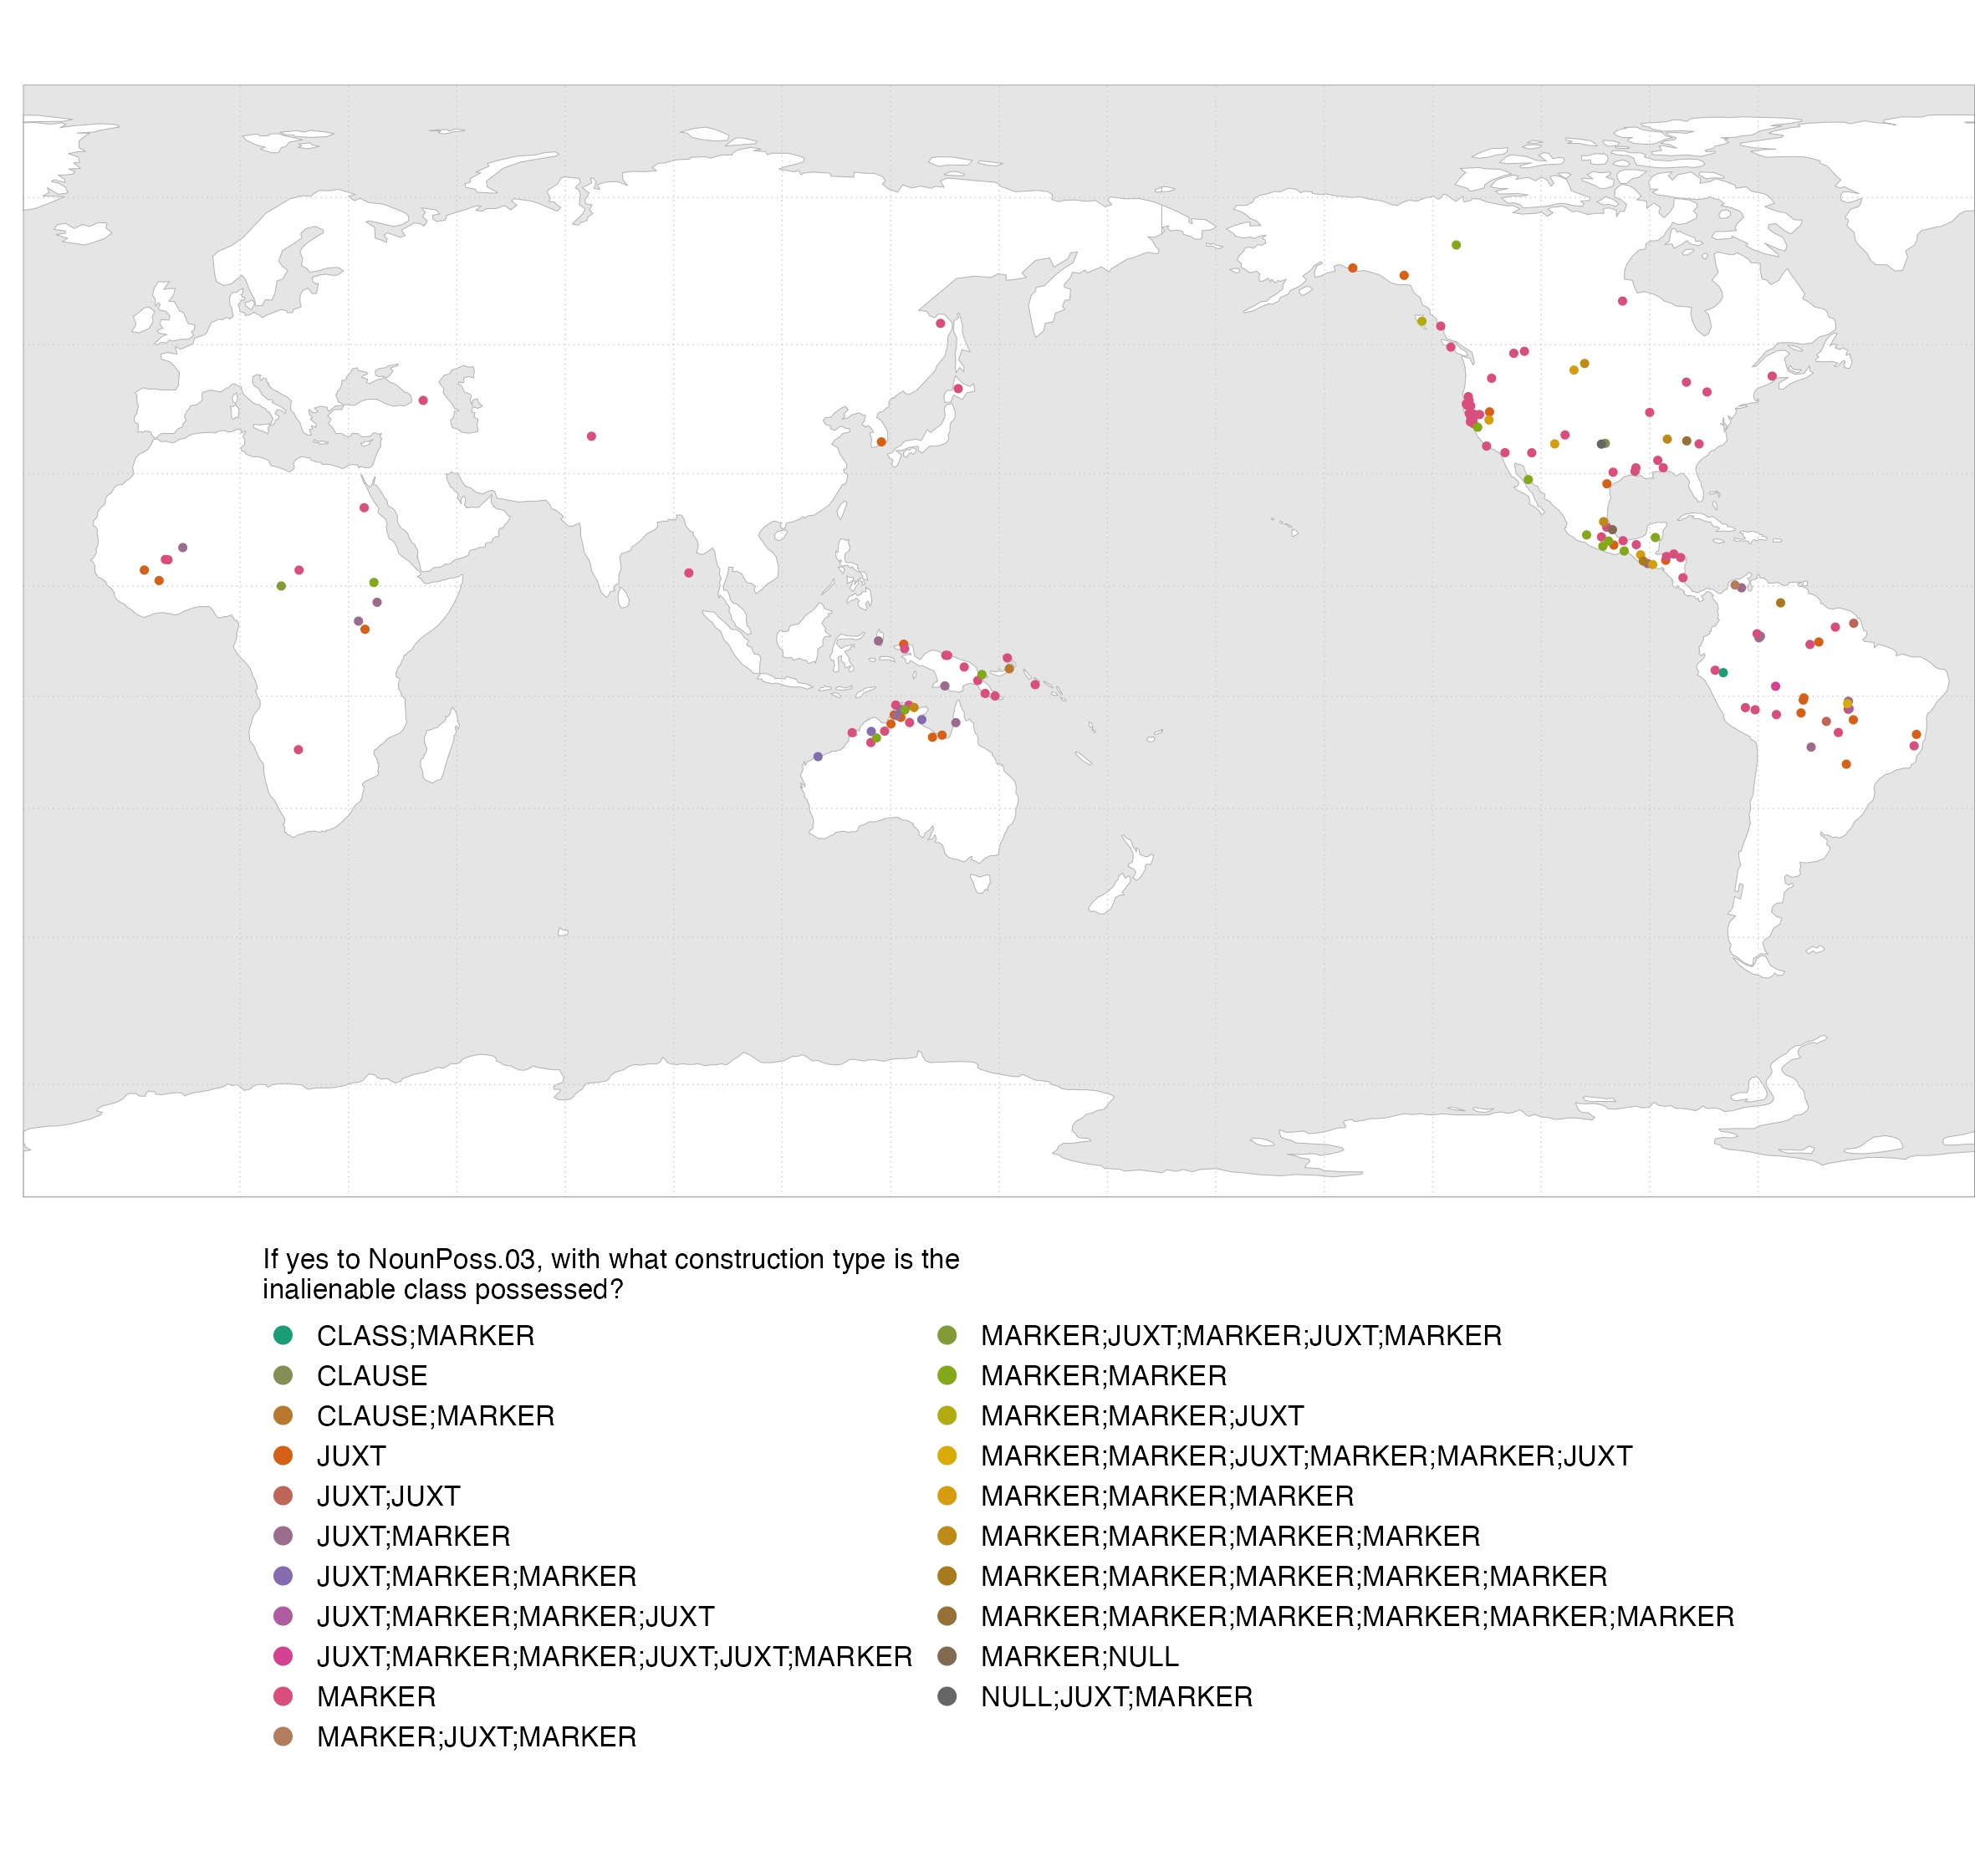 If yes to NounPoss.03, with what construction type is the
inalienable class possessed?
CLASS;MARKER
CLAUSE
CLAUSE;MARKER
JUXT
JUXT;JUXT
JUXT;MARKER
JUXT;MARKER;MARKER
JUXT;MARKER;MARKER;JUXT
JUXT;MARKER;MARKER;JUXT;JUXT;MARKER
MARKER
MARKER;JUXT;MARKER
MARKER;JUXT;MARKER;JUXT;MARKER
MARKER;MARKER
MARKER;MARKER;JUXT
MARKER;MARKER;JUXT;MARKER;MARKER;JUXT
MARKER;MARKER;MARKER
MARKER;MARKER;MARKER;MARKER
MARKER;MARKER;MARKER;MARKER;MARKER
MARKER;MARKER;MARKER;MARKER;MARKER;MARKER
MARKER;NULL
NULL;JUXT;MARKER